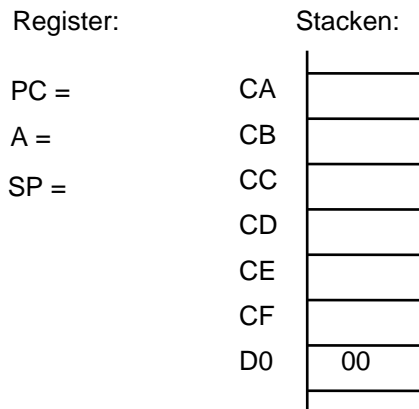 Register: Stacken:
PC = CA
A = CB
SP = CC
CD
CE
CF
D0 00